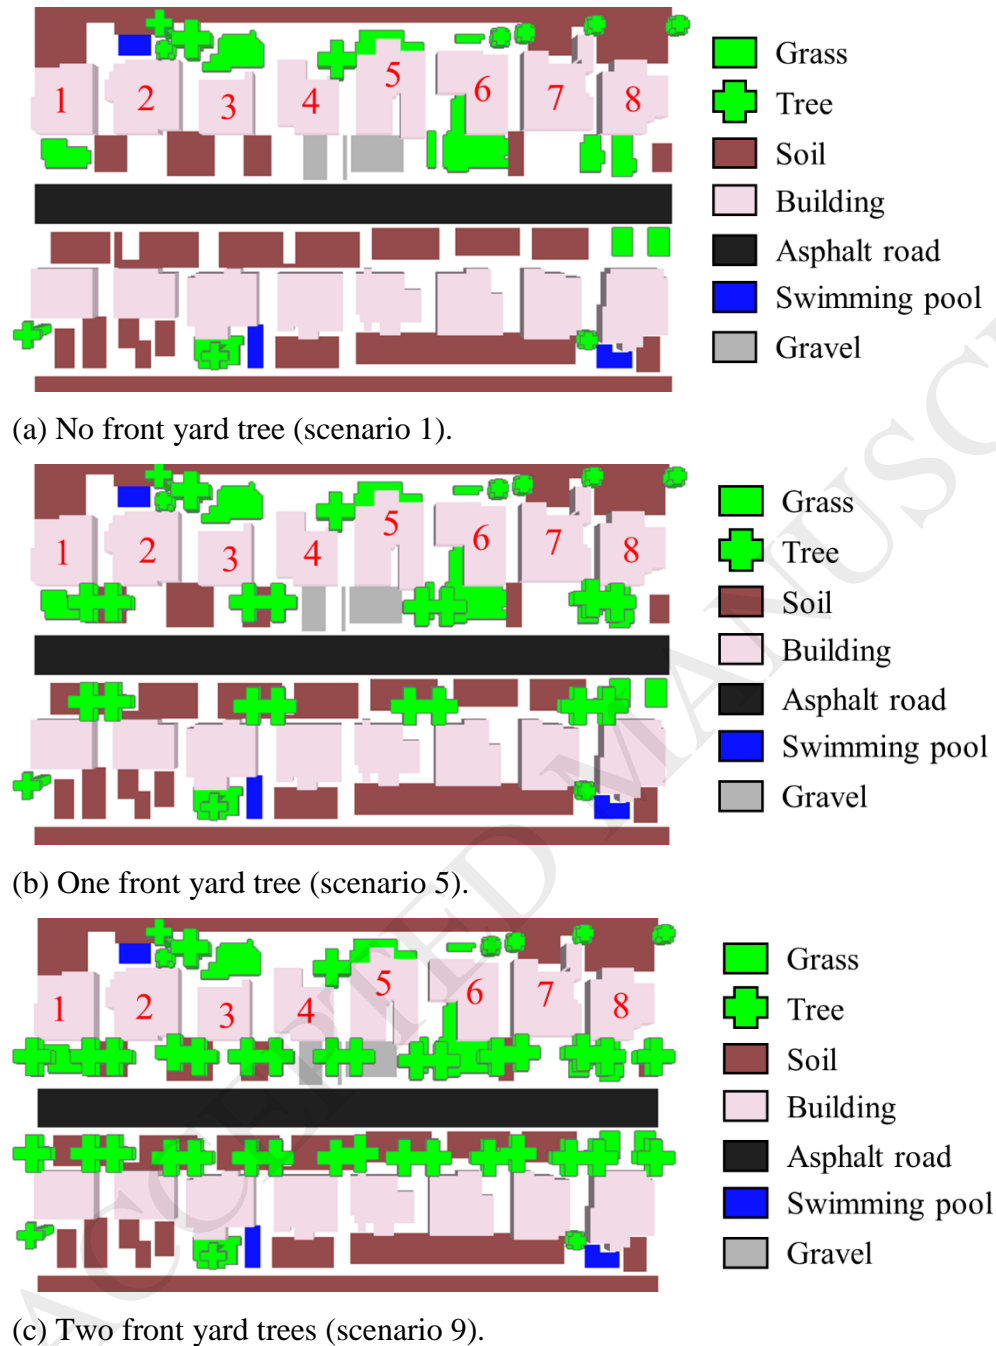 1 2 3 4 5 6 7 8
Grass
Tree
Soil
Building
Asphalt road
Swimming pool
Gravel
(a) No front yard tree (scenario 1).
1 2 3 4 5 6 7 8
Grass
Tree
Soil
Building
Asphalt road
Swimming pool
Gravel
(b) One front yard tree (scenario 5).
1 2 3 4 5 6 7 8
Grass
Tree
Soil
Building
Asphalt road
Swimming pool
Gravel
(c) Two front yard trees (scenario 9).
ACCEPTED MANUSC